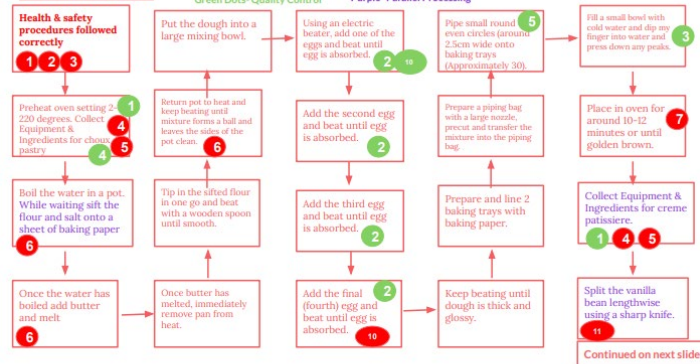 Green Dots- Quality Control
Purple- Parallel Processing
Health & safety
procedures followed
correctly
1 2 3
Preheat oven setting 2-
220 degrees. Collect
Equipment &
Ingredients for choux
pastry
1
4
5
4
Boil the water in a pot.
While waiting sift the
flour and salt onto a
sheet of baking paper
6
Once the water has
boiled add butter
and melt
6
Once butter has
melted, immediately
remove pan from
heat.
Tip in the sifted flour
in one go and beat
with a wooden spoon
until smooth.
Return pot to heat and
keep beating until
mixture forms a ball and
leaves the sides of the
pot clean.
6
Put the dough into a
large mixing bowl.
Using an electric
beater, add one of the
eggs and beat until
egg is absorbed.
2 10
Add the second egg
and beat until egg
is absorbed.
2
Add the third egg
and beat until egg
is absorbed.
2
Add the final
(fourth) egg and
beat until egg is
absorbed.
2
10
Keep beating until
dough is thick and
glossy.
Prepare and line 2
baking trays with
baking paper.
Prepare a piping bag
with a large nozzle,
precut and transfer the
mixture into the piping
bag.
Pipe small round
even circles (around
2.5cm wide onto
baking trays
(Approximately 30).
5
Fill a small bowl with
cold water and dip my
finger into water and
press down any peaks.
3
Place in oven for
around 10-12
minutes or until
golden brown.
7
Collect Equipment &
Ingredients for creme
patissiere.
1 4 5
Split the vanilla
bean lengthwise
using a sharp knife.
11
Continued on next slide